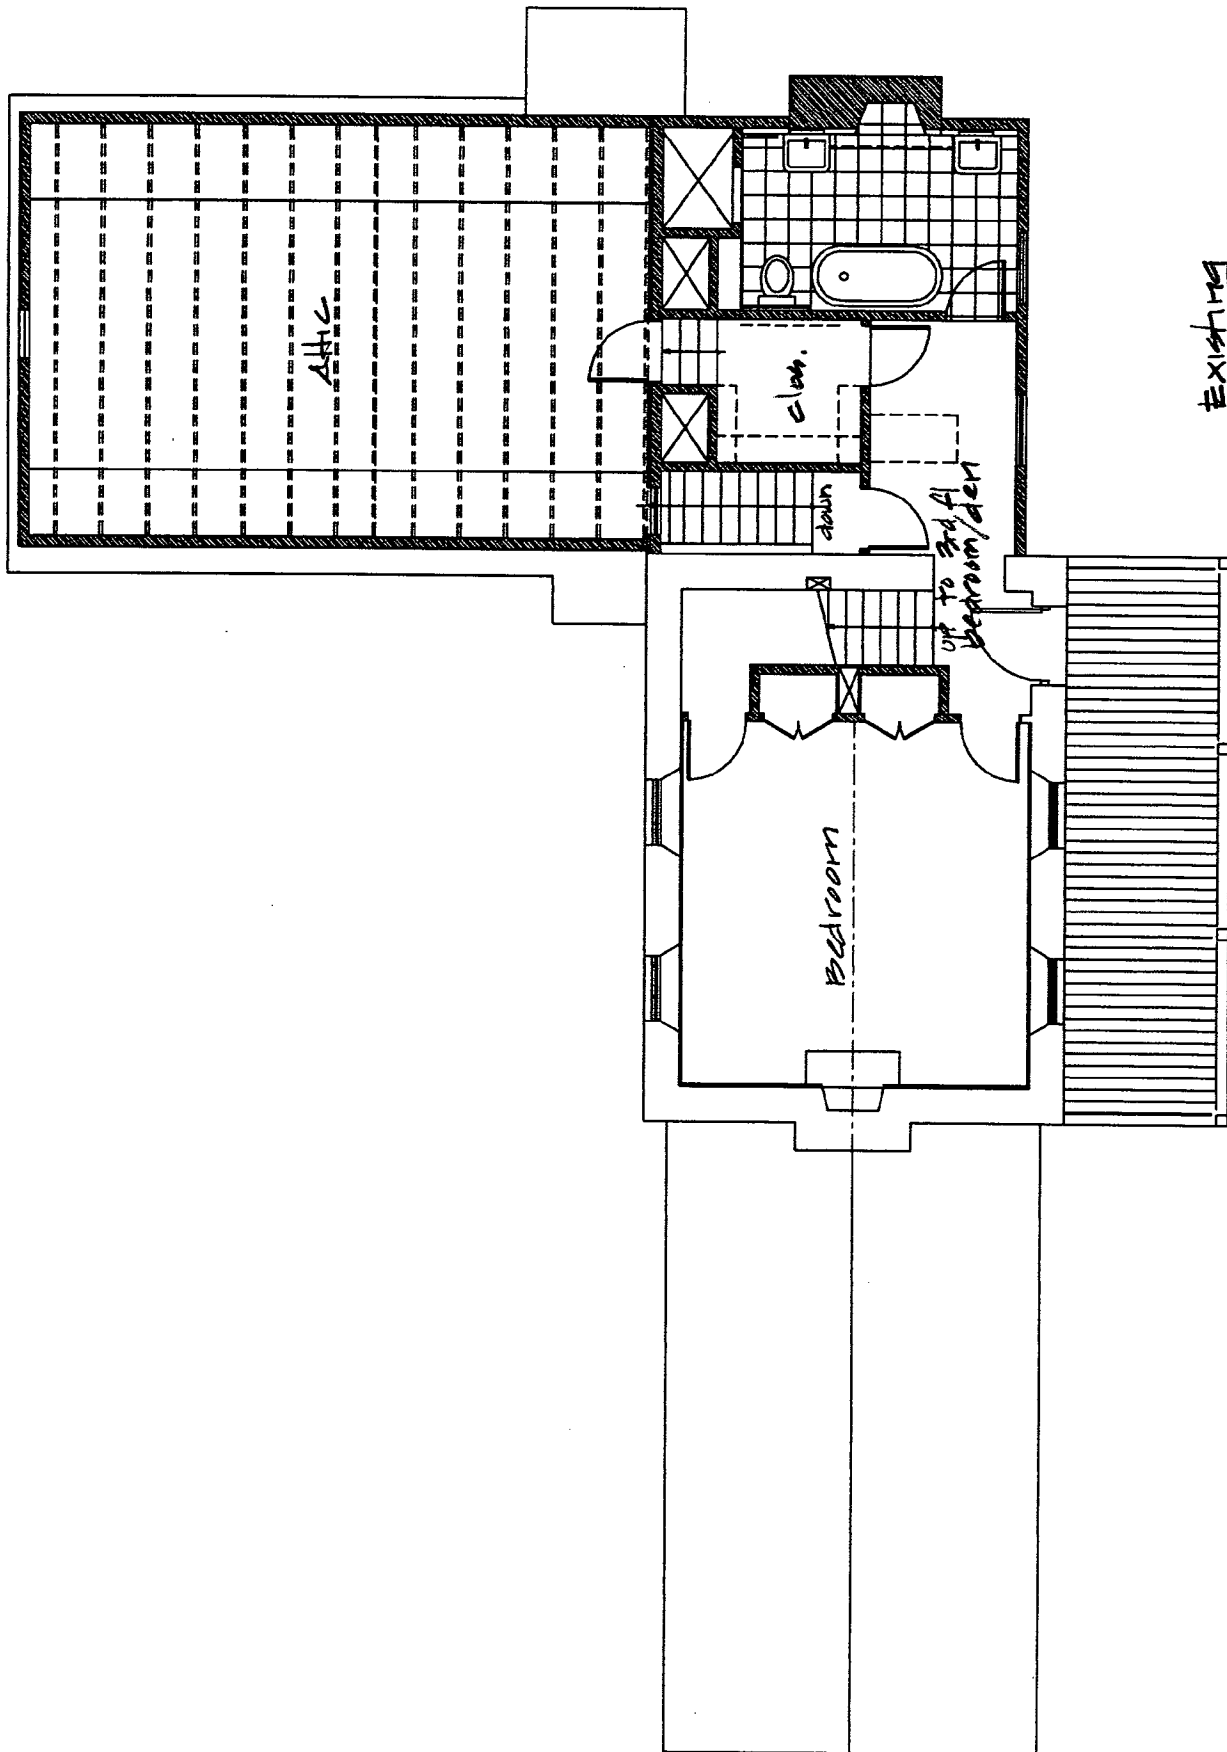 Attic
clos.
down
up to 3rd fl
bedroom/den
Bedroom
Existing